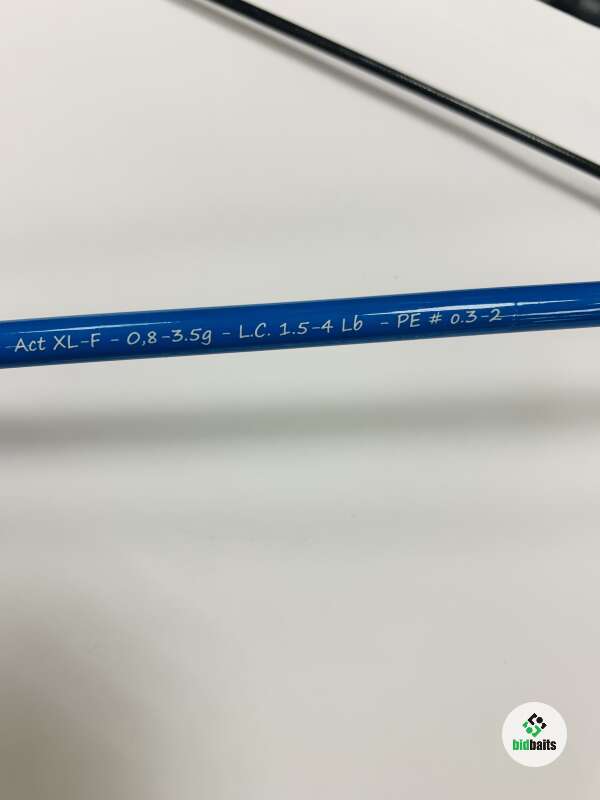 Act XL-F - 0,8-3.5g - L.C. 1.5-4 Lb - PE # 0.3-2
bidbaits